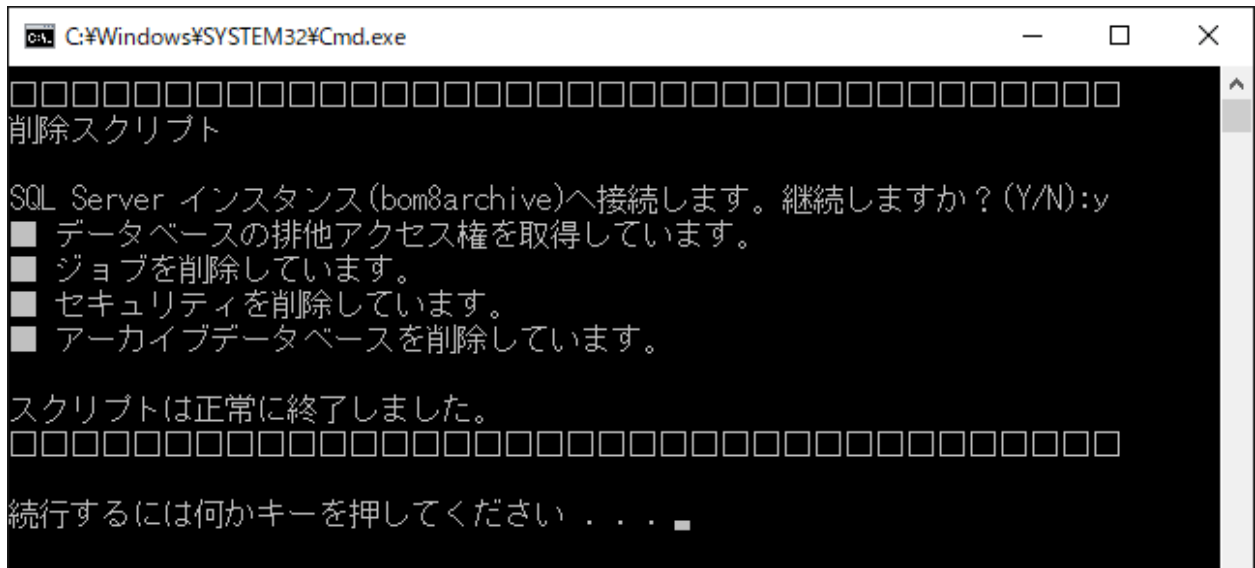 C:¥Windows¥SYSTEM32¥Cmd.exe
□□□□□□□□□□□□□□□□□□□□□□□□□□□□□□□□□□□□
削除スクリプト
SQL Server インスタンス(bom8archive)へ接続します。継続しますか？(Y/N):y
■ データベースの排他アクセス権を取得しています。
■ ジョブを削除しています。
■ セキュリティを削除しています。
■ アーカイブデータベースを削除しています。
スクリプトは正常に終了しました。
□□□□□□□□□□□□□□□□□□□□□□□□□□□□□□□□□□□□
続行するには何かキーを押してください . . .